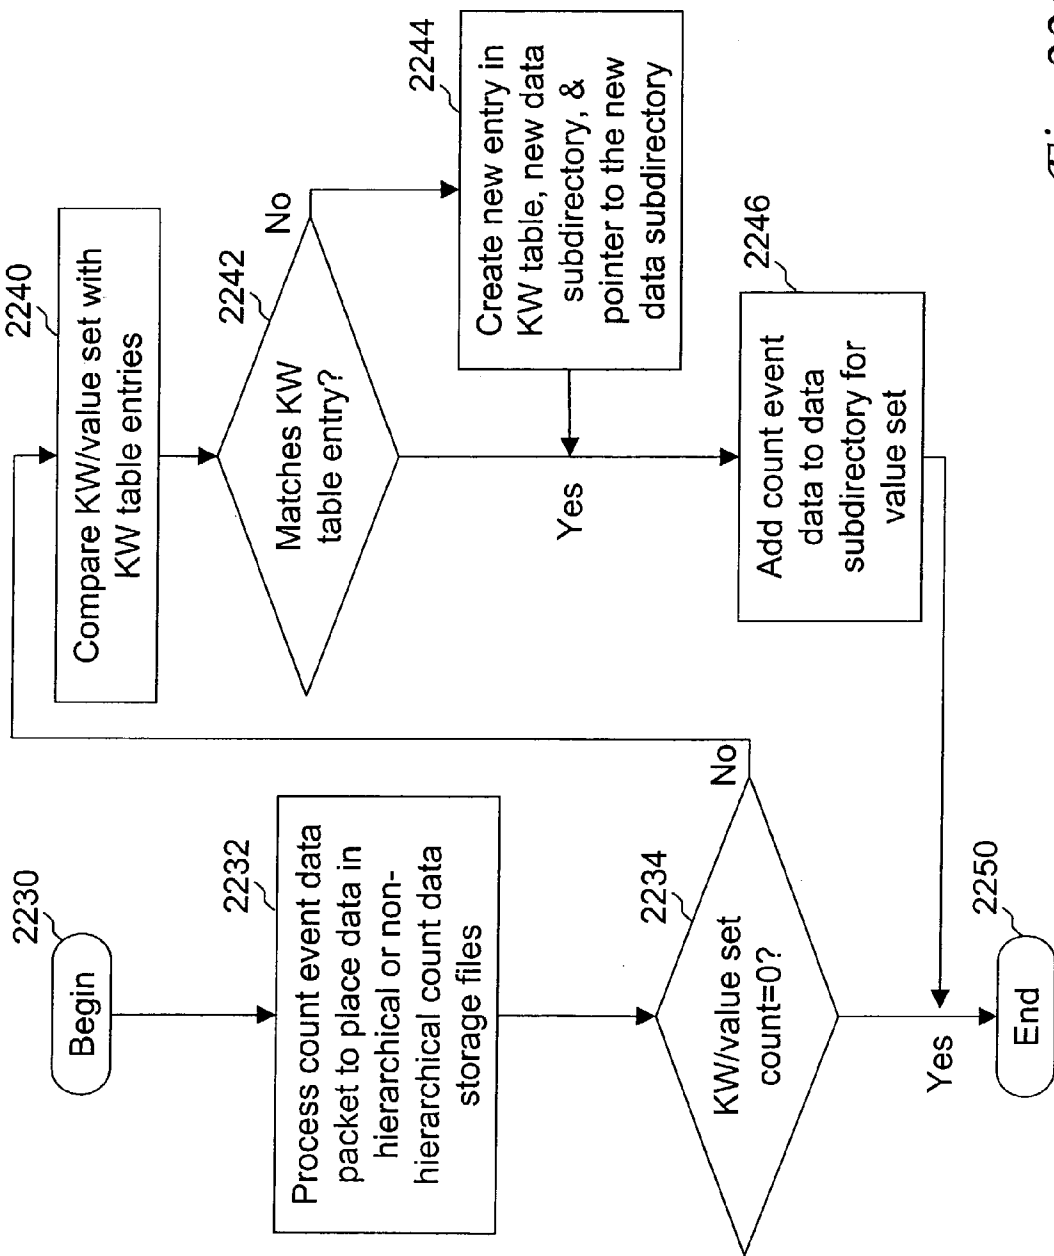 2230
Begin
2232
Process count event data
packet to place data in
hierarchical or non-
hierarchical count data
storage files
2234
KW/value set
count=0?
No
Yes
2250
End
2240
Compare KW/value set with
KW table entries
2242
Matches KW
table entry?
No
2244
Create new entry in
KW table, new data
subdirectory, &
pointer to the new
data subdirectory
Yes
2246
Add count event
data to data
subdirectory for
value set